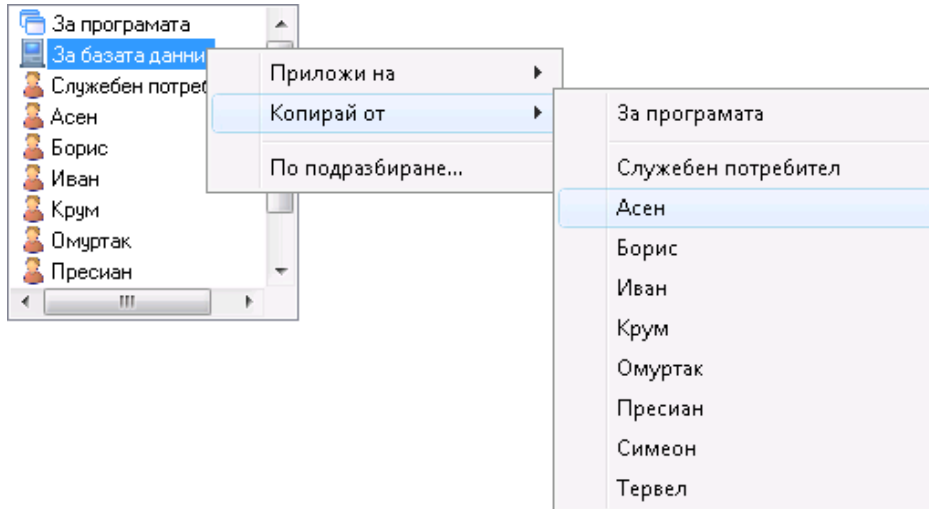 За програмата
За базата данни
Служебен потреб
Асен
Борис
Иван
Крум
Омуртак
Пресиан
Приложи на
Копирай от
По подразбиране...
За програмата
Служебен потребител
Асен
Борис
Иван
Крум
Омуртак
Пресиан
Симеон
Тервел